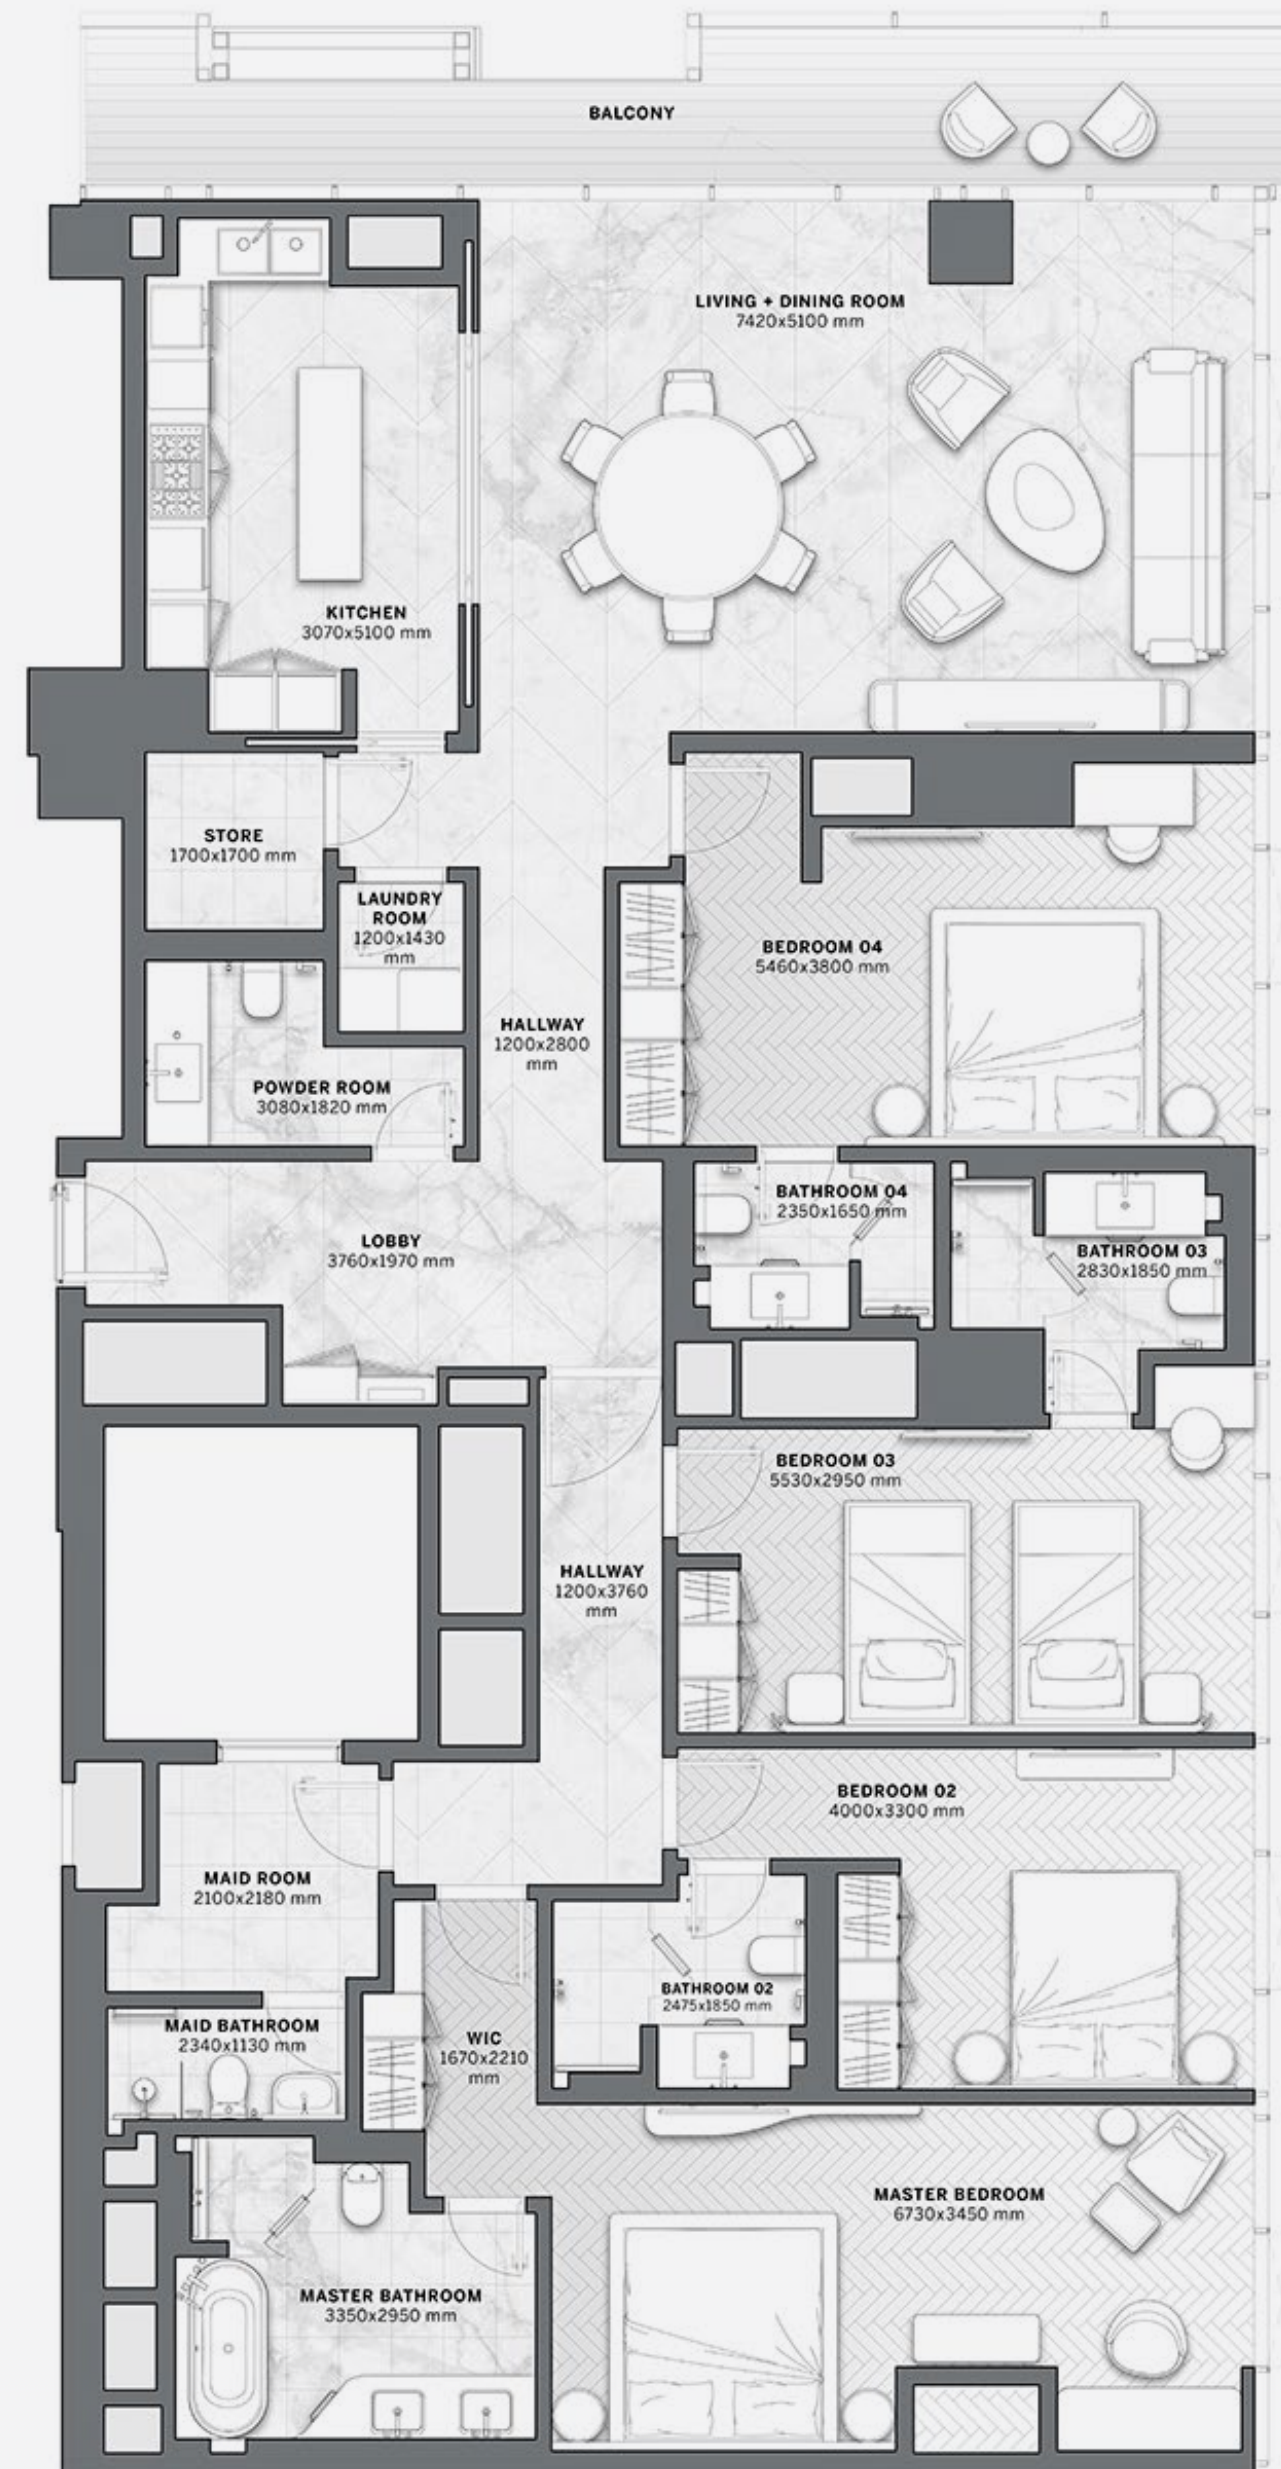 BALCONY
LIVING + DINING ROOM
7420x5100 mm
KITCHEN
3070x5100 mm
STORE
1700x1700 mm
LAUNDRY
ROOM
1200x1430
mm
BEDROOM 04
5460x3800 mm
HALLWAY
1200x2800
mm
POWDER ROOM
3080x1820 mm
BATHROOM 04
2350x1650 mm
LOBBY
3760x1970 mm
BATHROOM 03
2830x1850 mm
BEDROOM 03
5530x2950 mm
HALLWAY
1200x3760
mm
BEDROOM 02
4000x3300 mm
MAID ROOM
2100x2180 mm
BATHROOM 02
2475x1850 mm
MAID BATHROOM
2340x1130 mm
WIC
1670x2210
mm
MASTER BEDROOM
6730x3450 mm
MASTER BATHROOM
3350x2950 mm